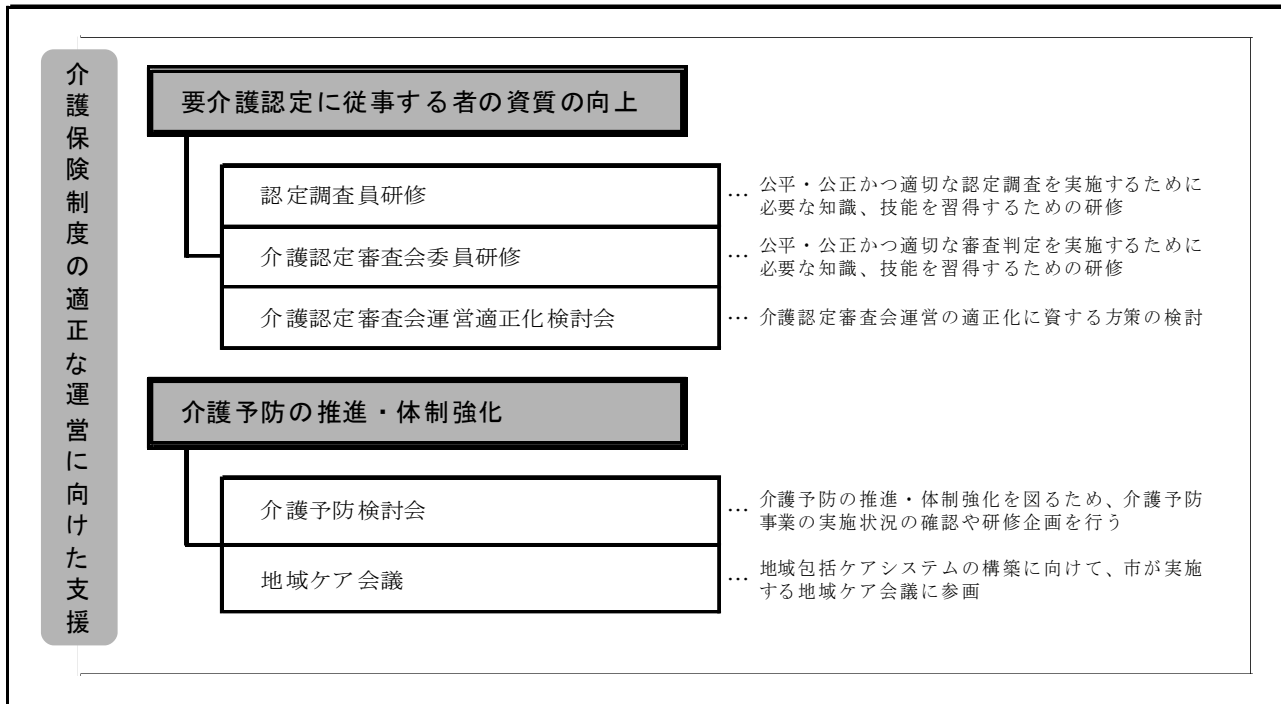 介護保険制度の適正な運営に向けた支援
要介護認定に従事する者の資質の向上
認定調査員研修
… 公平・公正かつ適切な認定調査を実施するために
必要な知識、技能を習得するための研修
介護認定審査会委員研修
… 公平・公正かつ適切な審査判定を実施するために
必要な知識、技能を習得するための研修
介護認定審査会運営適正化検討会
… 介護認定審査会運営の適正化に資する方策の検討
介護予防の推進・体制強化
介護予防検討会
… 介護予防の推進・体制強化を図るため、介護予防
事業の実施状況の確認や研修企画を行う
地域ケア会議
… 地域包括ケアシステムの構築に向けて、市が実施
する地域ケア会議に参画